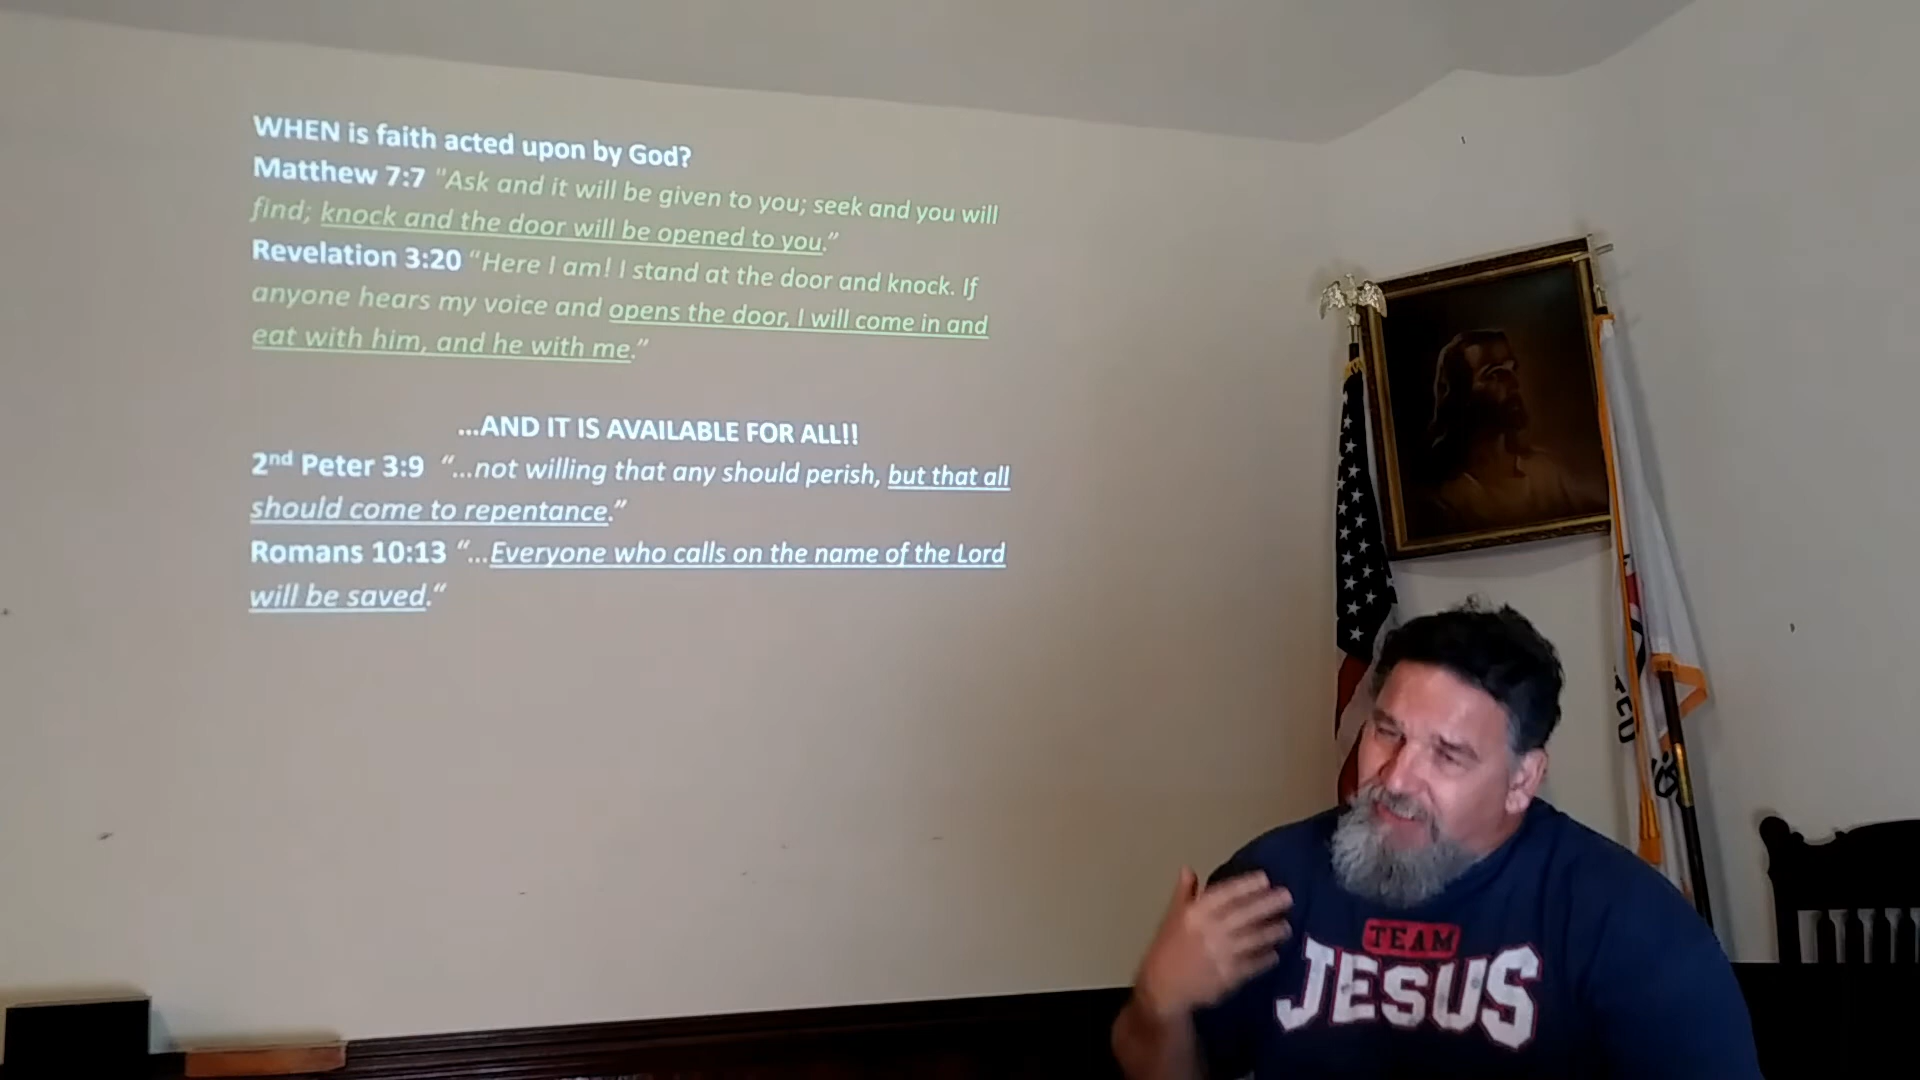 WHEN is faith acted upon by God?
Matthew 7:7 "Ask and it will be given to you; seek and you will
find; knock and the door will be opened to you.”
Revelation 3:20 “Here I am! I stand at the door and knock. If
anyone hears my voice and opens the door, I will come in and
eat with him, and he with me.”
...AND IT IS AVAILABLE FOR ALL!!
2nd Peter 3:9 “...not willing that any should perish, but that all
should come to repentance.”
Romans 10:13 “...Everyone who calls on the name of the Lord
will be saved.“
TEAM
JESUS